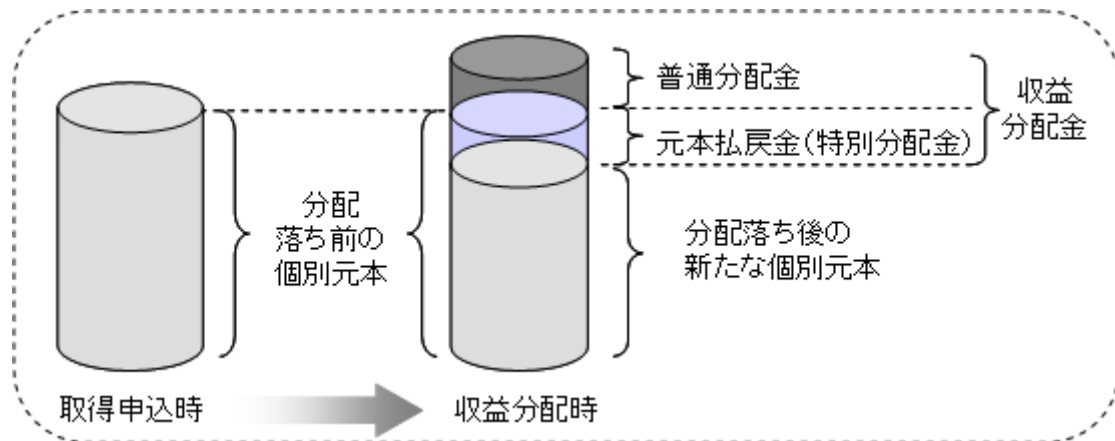 普通分配金
元本払戻金(特別分配金)
収益
分配金
分配
落ち前の
個別元本
分配落ち後の
新たな個別元本
取得申込時
収益分配時